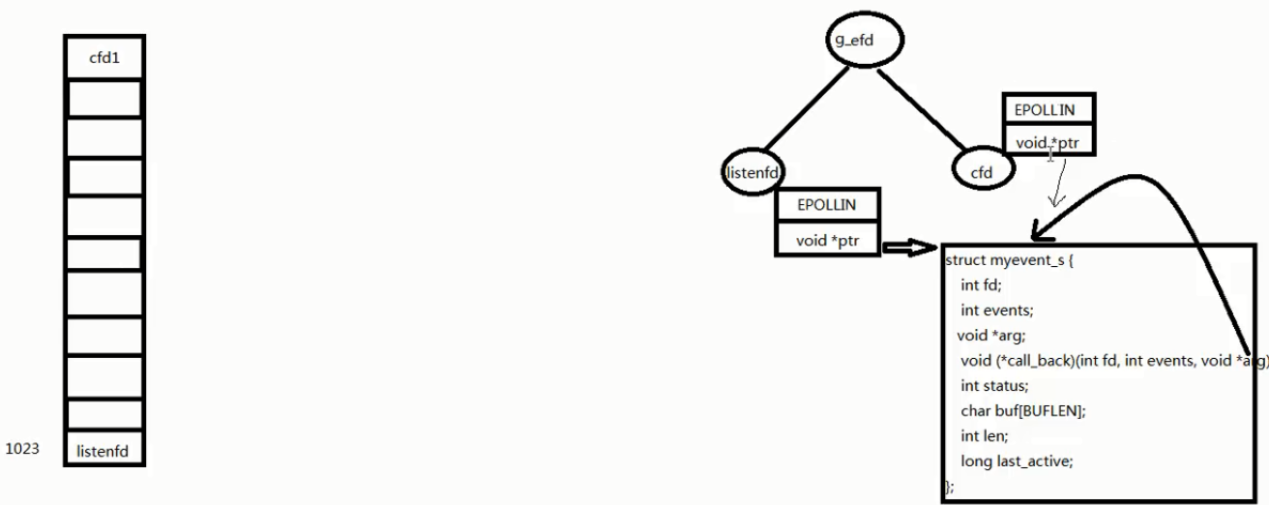 cfd1
1023
listenfd
g_efd
listenfd
EPOLLIN
void *ptr
cfd
EPOLLIN
void *ptr
struct myevent_s {
int fd;
int events;
void *arg;
void (*call_back)(int fd, int events, void *arg)
int status;
char buf[BUFLEN];
int len;
long last_active;
};